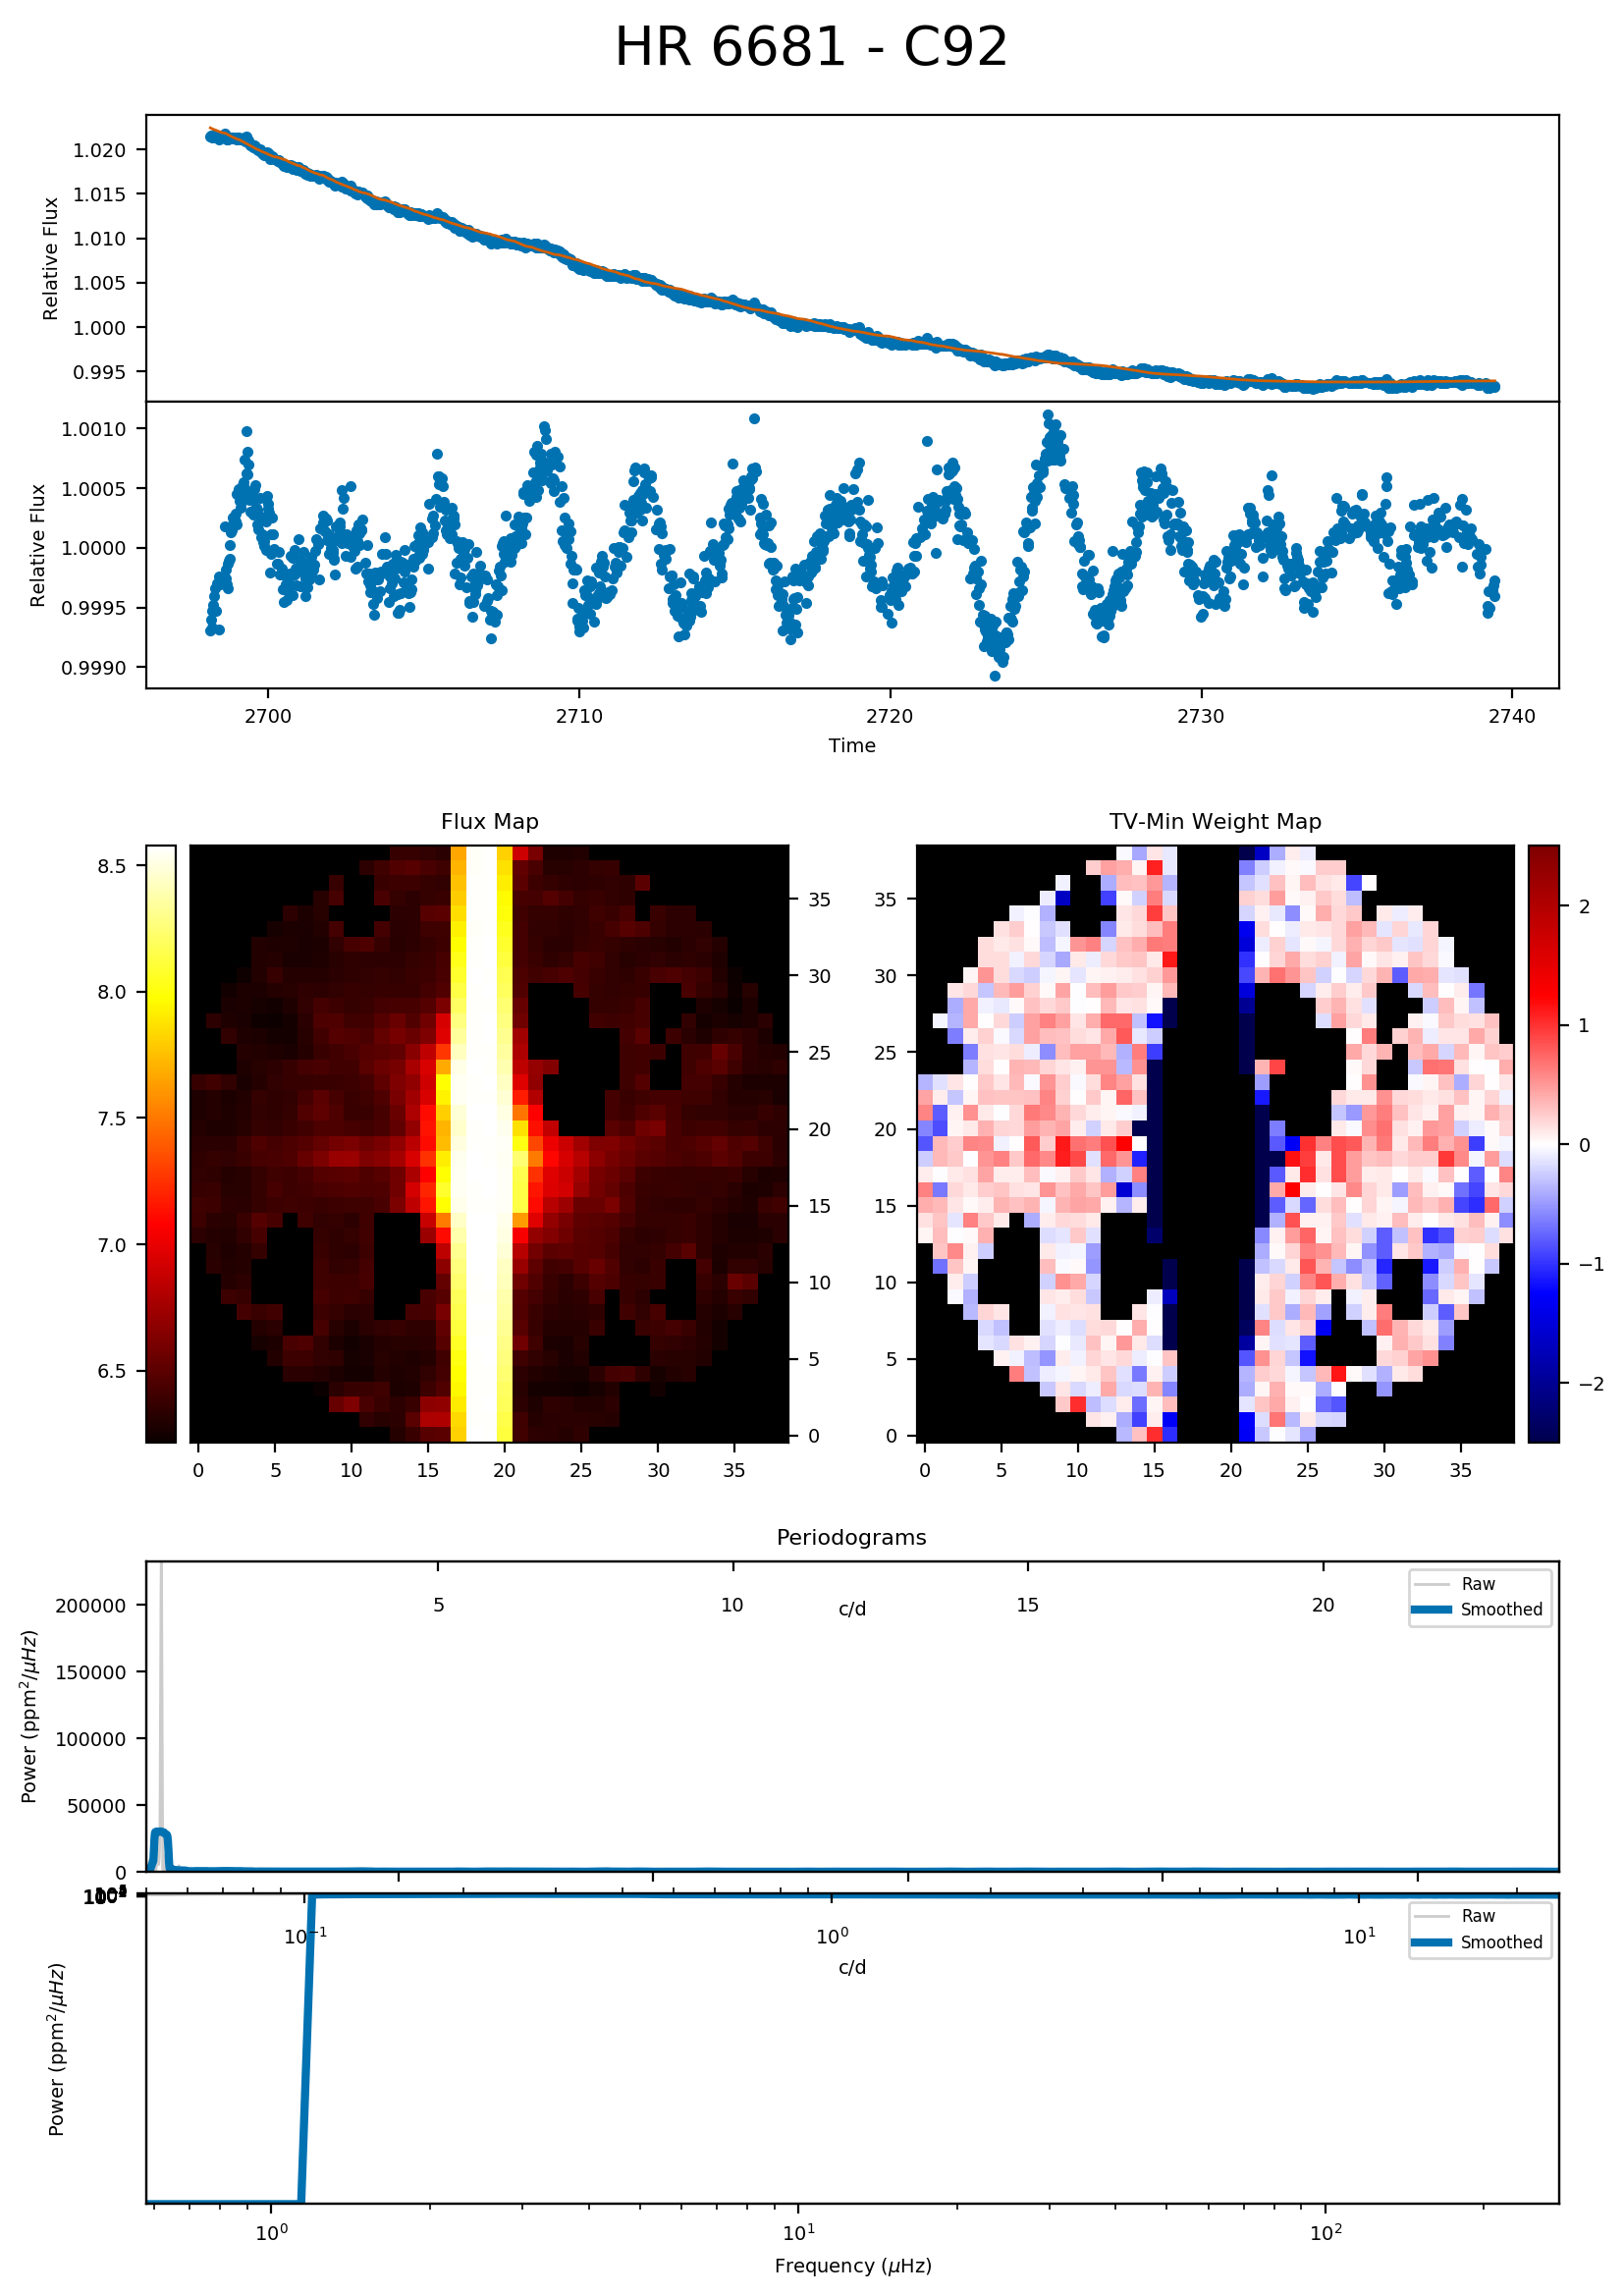 HR 6681 - C92
1.020
1.015
1.010
1.005
1.000
0.995
Relative Flux
1.0010
1.0005
1.0000
0.9995
0.9990
Relative Flux
2700 2710 2720 2730 2740
Time
Flux Map
8.5
8.0
7.5
7.0
6.5
35
30
25
20
15
10
5
0
0 5 10 15 20 25 30 35
TV-Min Weight Map
35
30
25
20
15
10
5
0
0 5 10 15 20 25 30 35
2
1
0
−1
−2
Periodograms
200000
150000
100000
50000
0
Power (ppm²/μHz)
5 10 15 20
c/d
Raw
Smoothed
Power (ppm²/μHz)
10⁻¹ 10⁰ 10¹
c/d
Raw
Smoothed
10⁰ 10¹ 10²
Frequency (μHz)